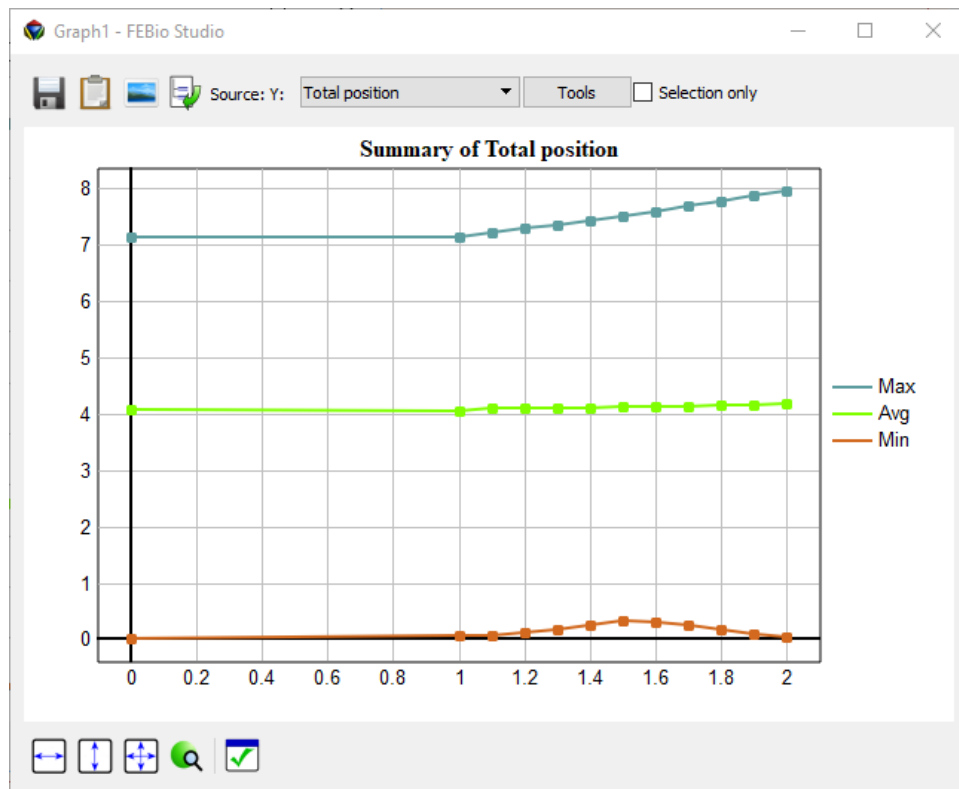 Graph1 - FEBio Studio
Source: Y: Total position Tools Selection only
Summary of Total position
8
7
6
5
4
3
2
1
0
0 0.2 0.4 0.6 0.8 1 1.2 1.4 1.6 1.8 2
Max
Avg
Min